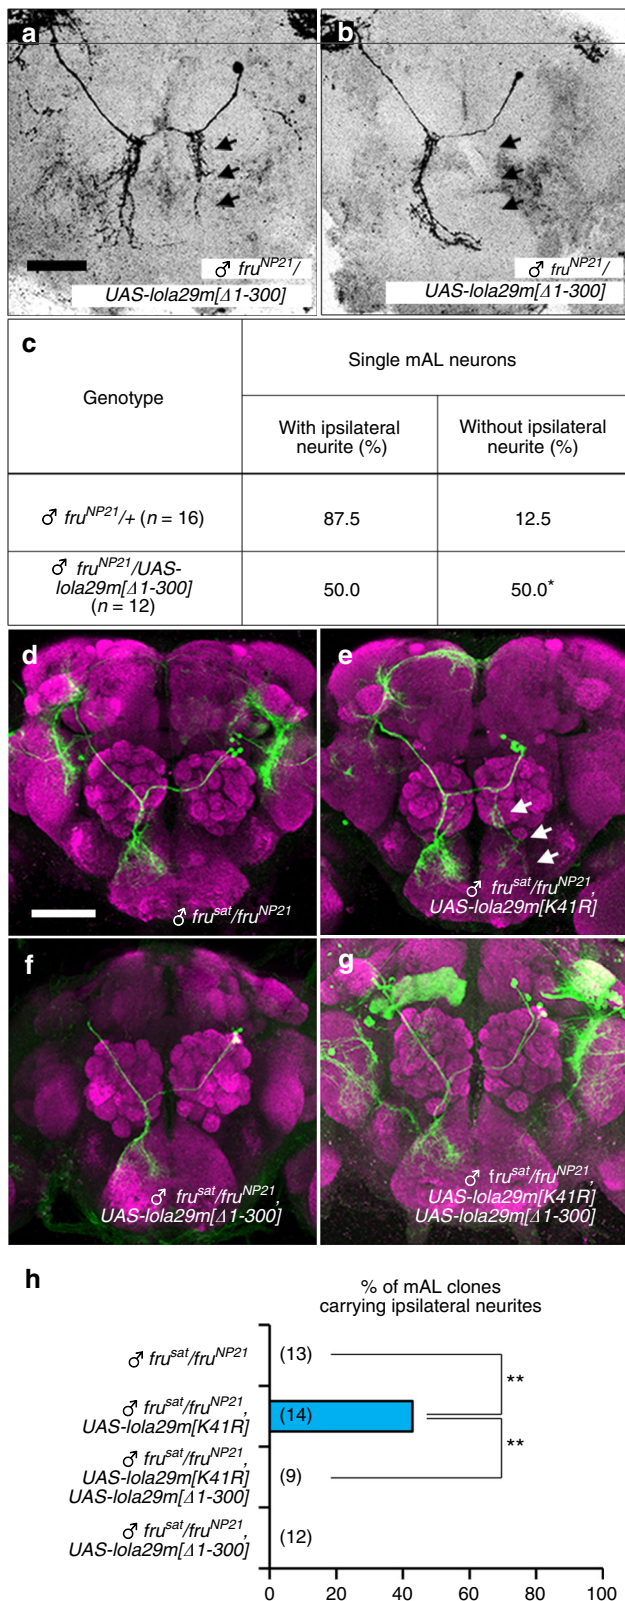 a
b
♂ fru^NP21/
UAS-lola29m[Δ1-300]
♂ fru^NP21/
UAS-lola29m[Δ1-300]
c
Genotype
Single mAL neurons
With ipsilateral
neurite (%)
Without ipsilateral
neurite (%)
♂ fru^NP21/+ (n = 16)
87.5
12.5
♂ fru^NP21/UAS-
lola29m[Δ1-300]
(n = 12)
50.0
50.0*
d
e
♂ fru^sat/fru^NP21
♂ fru^sat/fru^NP21,
UAS-lola29m[K41R]
f
g
♂ fru^sat/fru^NP21,
UAS-lola29m[Δ1-300]
♂ fru^sat/fru^NP21,
UAS-lola29m[K41R]
UAS-lola29m[Δ1-300]
h
% of mAL clones
carrying ipsilateral neurites
♂ fru^sat/fru^NP21
(13)
**
♂ fru^sat/fru^NP21,
UAS-lola29m[K41R]
(14)
**
♂ fru^sat/fru^NP21,
UAS-lola29m[K41R]
UAS-lola29m[Δ1-300]
(9)
♂ fru^sat/fru^NP21,
UAS-lola29m[Δ1-300]
(12)
0 20 40 60 80 100